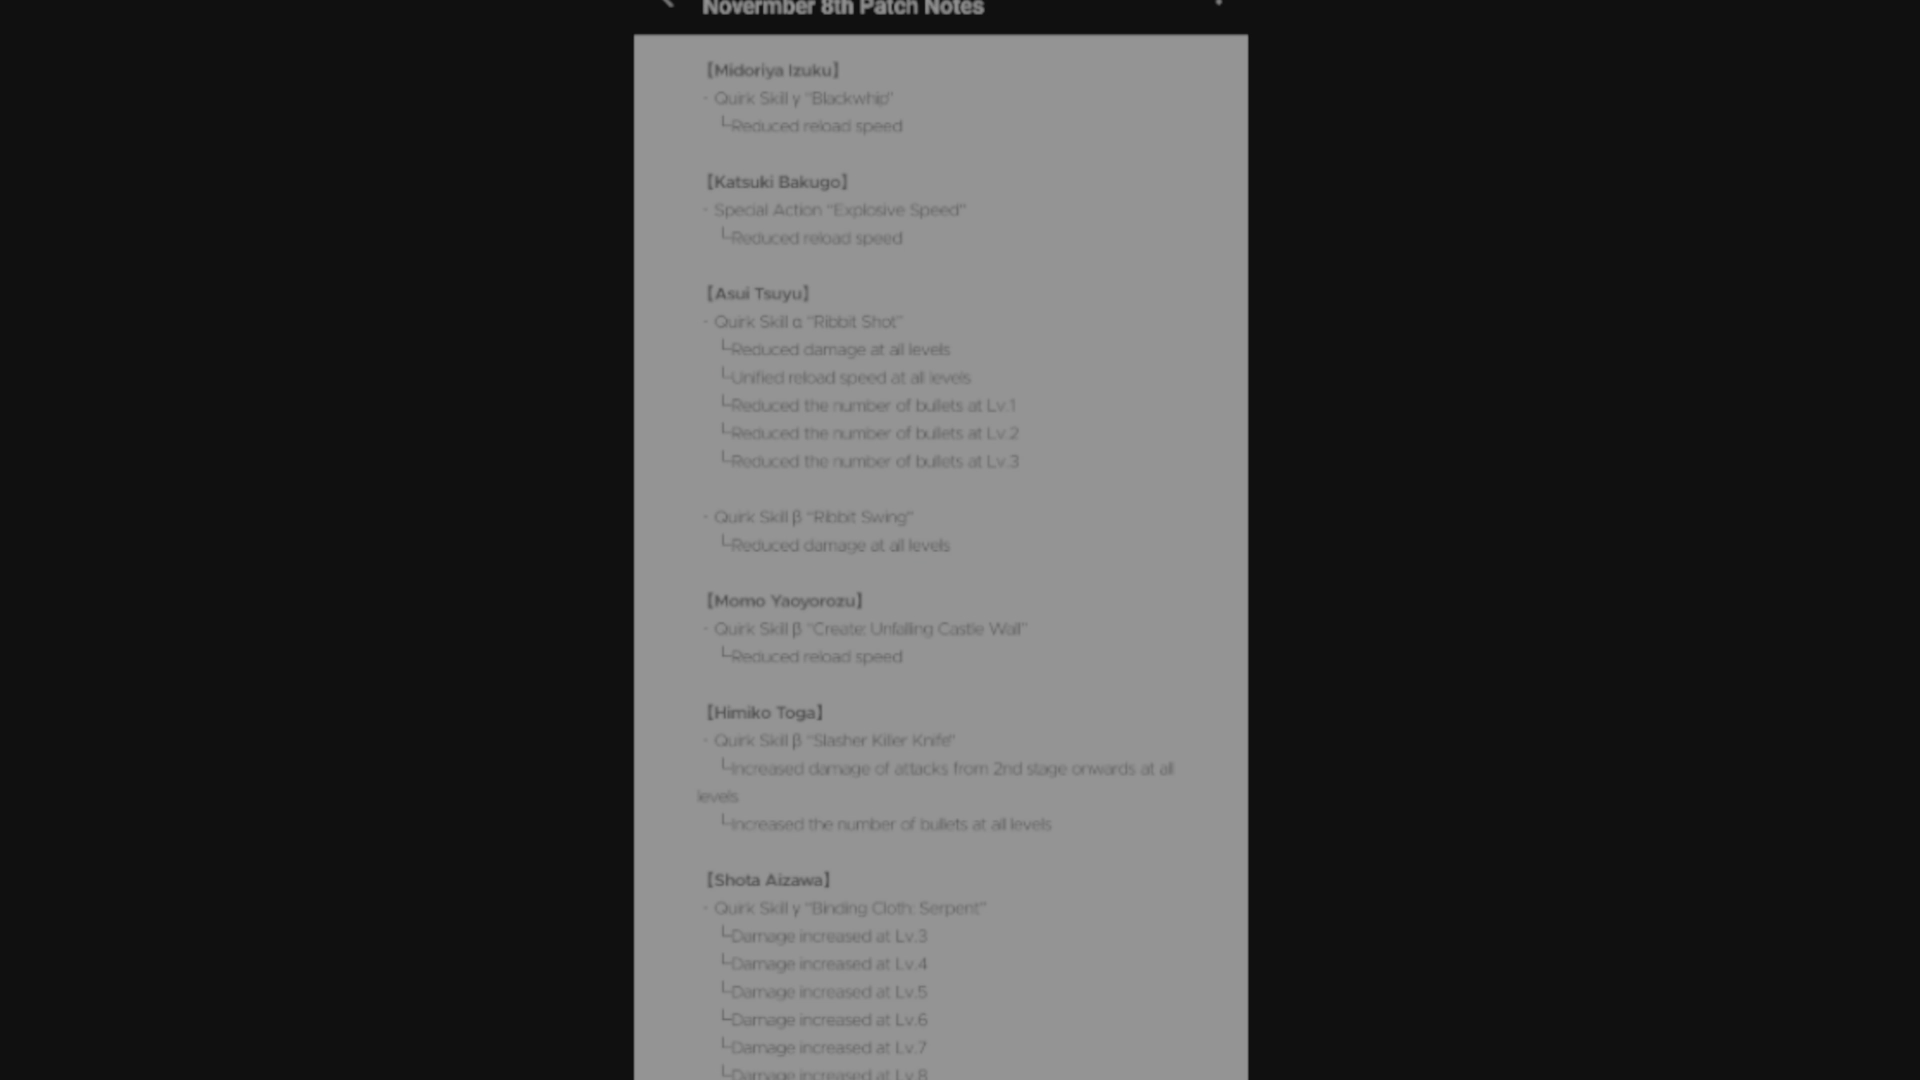 Novermber 8th Patch Notes
【Midoriya Izuku】
・Quirk Skill γ "Blackwhip"
└Reduced reload speed
【Katsuki Bakugo】
・Special Action "Explosive Speed"
└Reduced reload speed
【Asui Tsuyu】
・Quirk Skill α "Ribbit Shot"
└Reduced damage at all levels
└Unified reload speed at all levels
└Reduced the number of bullets at Lv.1
└Reduced the number of bullets at Lv.2
└Reduced the number of bullets at Lv.3
・Quirk Skill β "Ribbit Swing"
└Reduced damage at all levels
【Momo Yaoyorozu】
・Quirk Skill β "Create: Unfalling Castle Wall"
└Reduced reload speed
【Himiko Toga】
・Quirk Skill β "Slasher Killer Knife"
└Increased damage of attacks from 2nd stage onwards at all
levels
└Increased the number of bullets at all levels
【Shota Aizawa】
・Quirk Skill γ "Binding Cloth: Serpent"
└Damage increased at Lv.3
└Damage increased at Lv.4
└Damage increased at Lv.5
└Damage increased at Lv.6
└Damage increased at Lv.7
└Damage increased at Lv.8